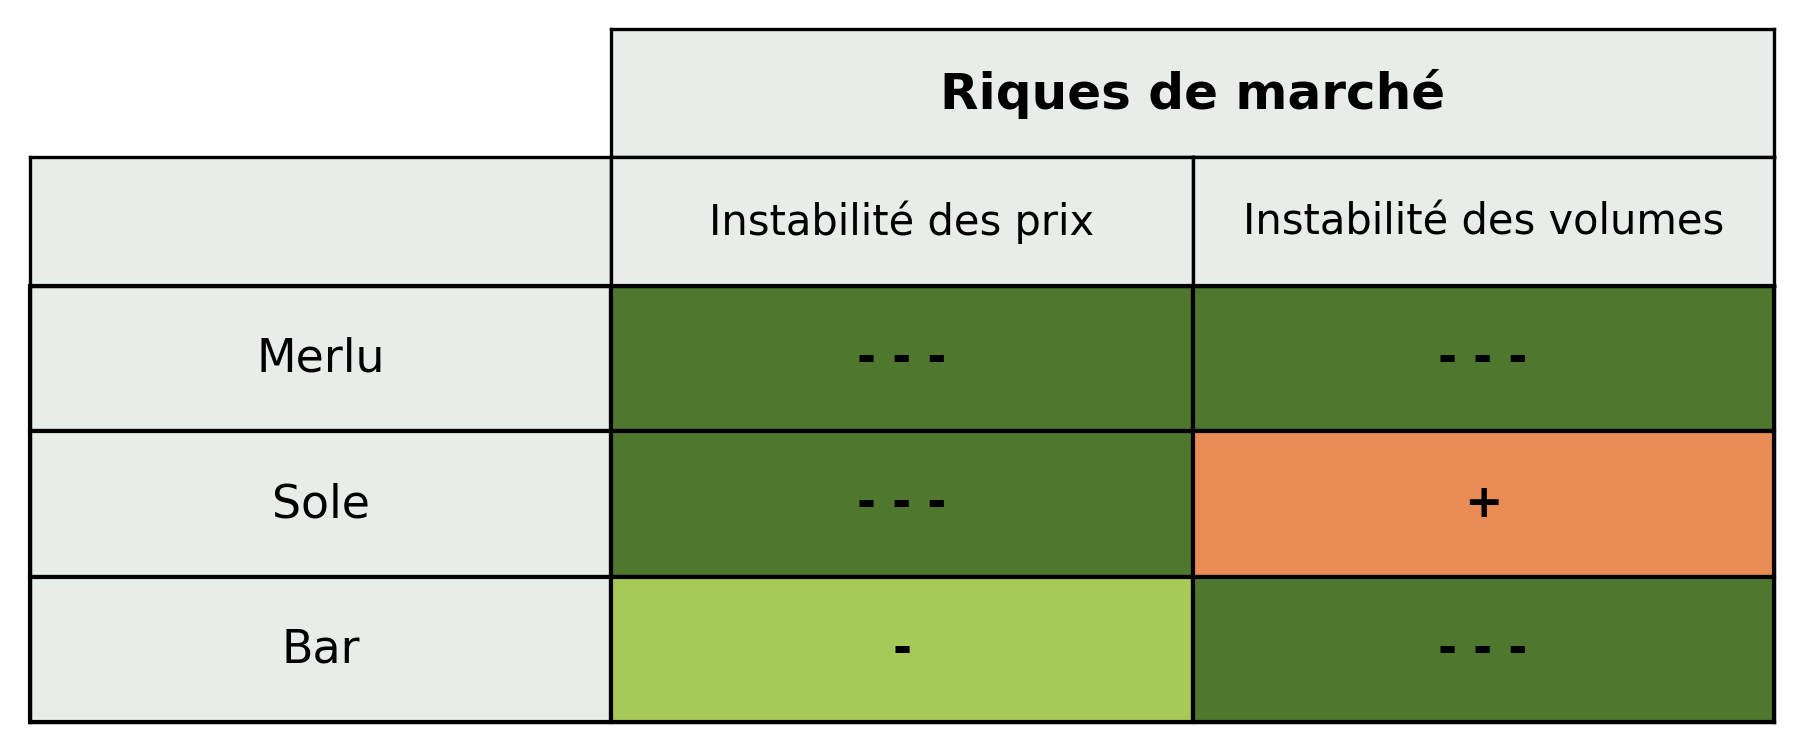 Riques de marché
Instabilité des prix Instabilité des volumes
Merlu - - - - - -
Sole - - - +
Bar - - - -